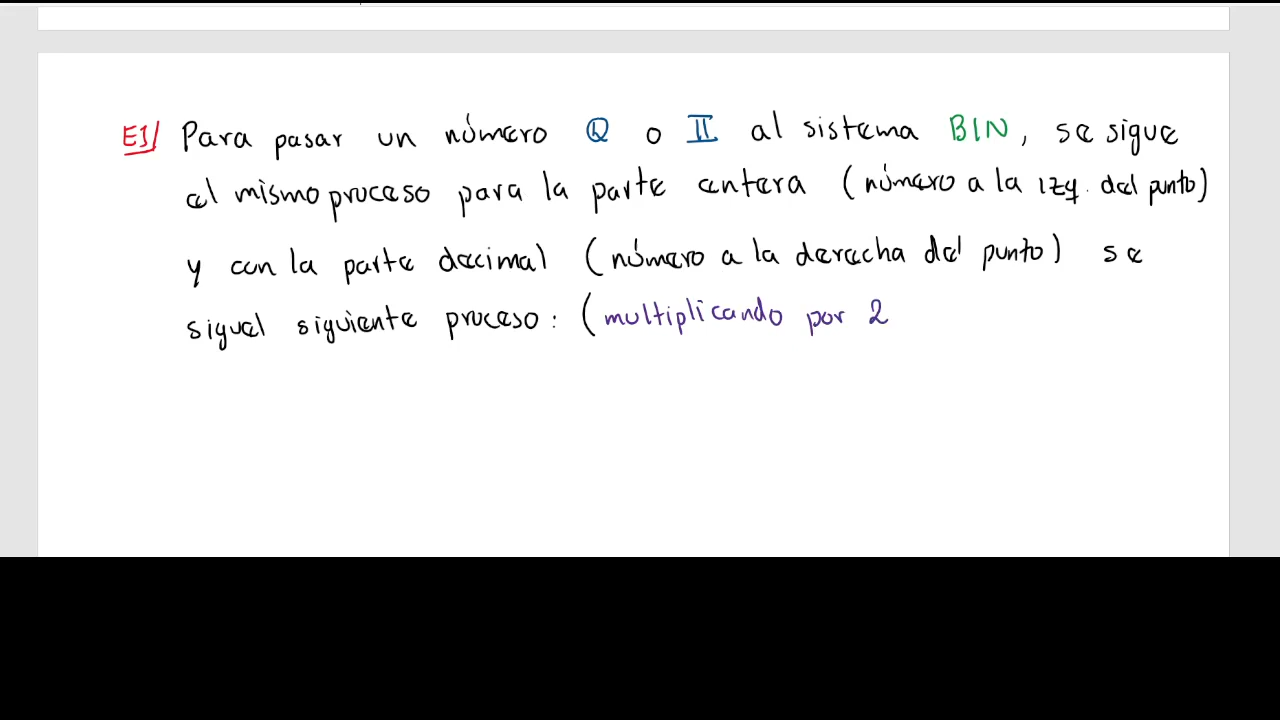 E1/ Para pasar un número ℚ o 𝕀 al sistema BIN, se sigue
el mismo proceso para la parte entera (número a la izq. del punto)
y con la parte decimal (número a la derecha del punto) se
sigue el siguiente proceso: (multiplicando por 2